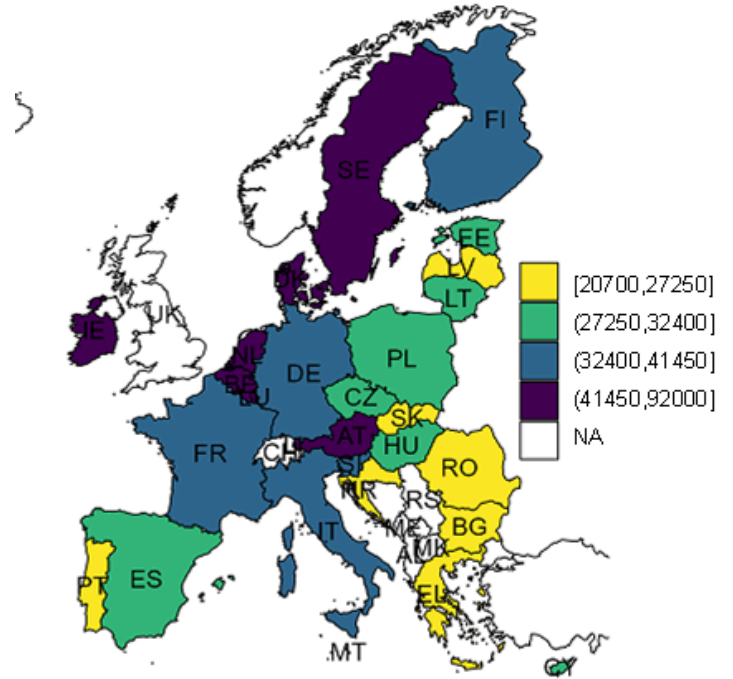 FI
SE
EE
LV
LT
DK
IE
UK
NL
BE
LU
DE
PL
CZ
SK
AT
HU
CH
LI
FR
SI
HR
RO
RS
BG
ME
MK
AL
IT
ES
PT
EL
MT
CY
[20700,27250]
(27250,32400]
(32400,41450]
(41450,92000]
NA